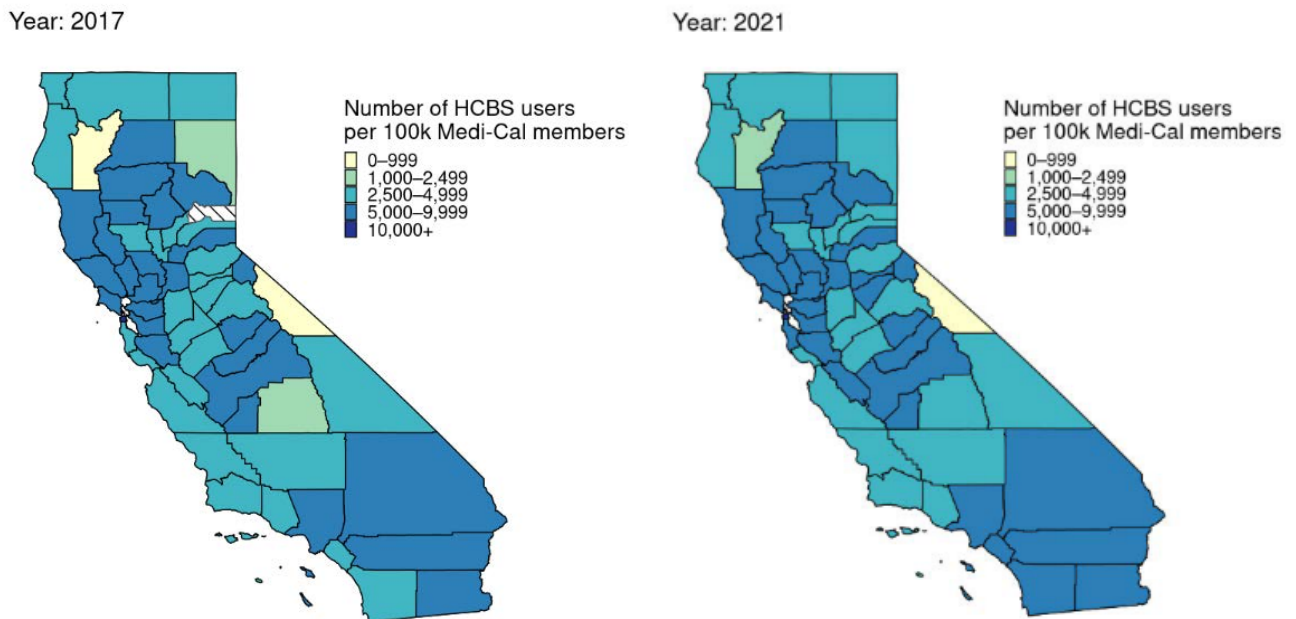 Year: 2017
Number of HCBS users
per 100k Medi-Cal members
0–999
1,000–2,499
2,500–4,999
5,000–9,999
10,000+
Year: 2021
Number of HCBS users
per 100k Medi-Cal members
0–999
1,000–2,499
2,500–4,999
5,000–9,999
10,000+